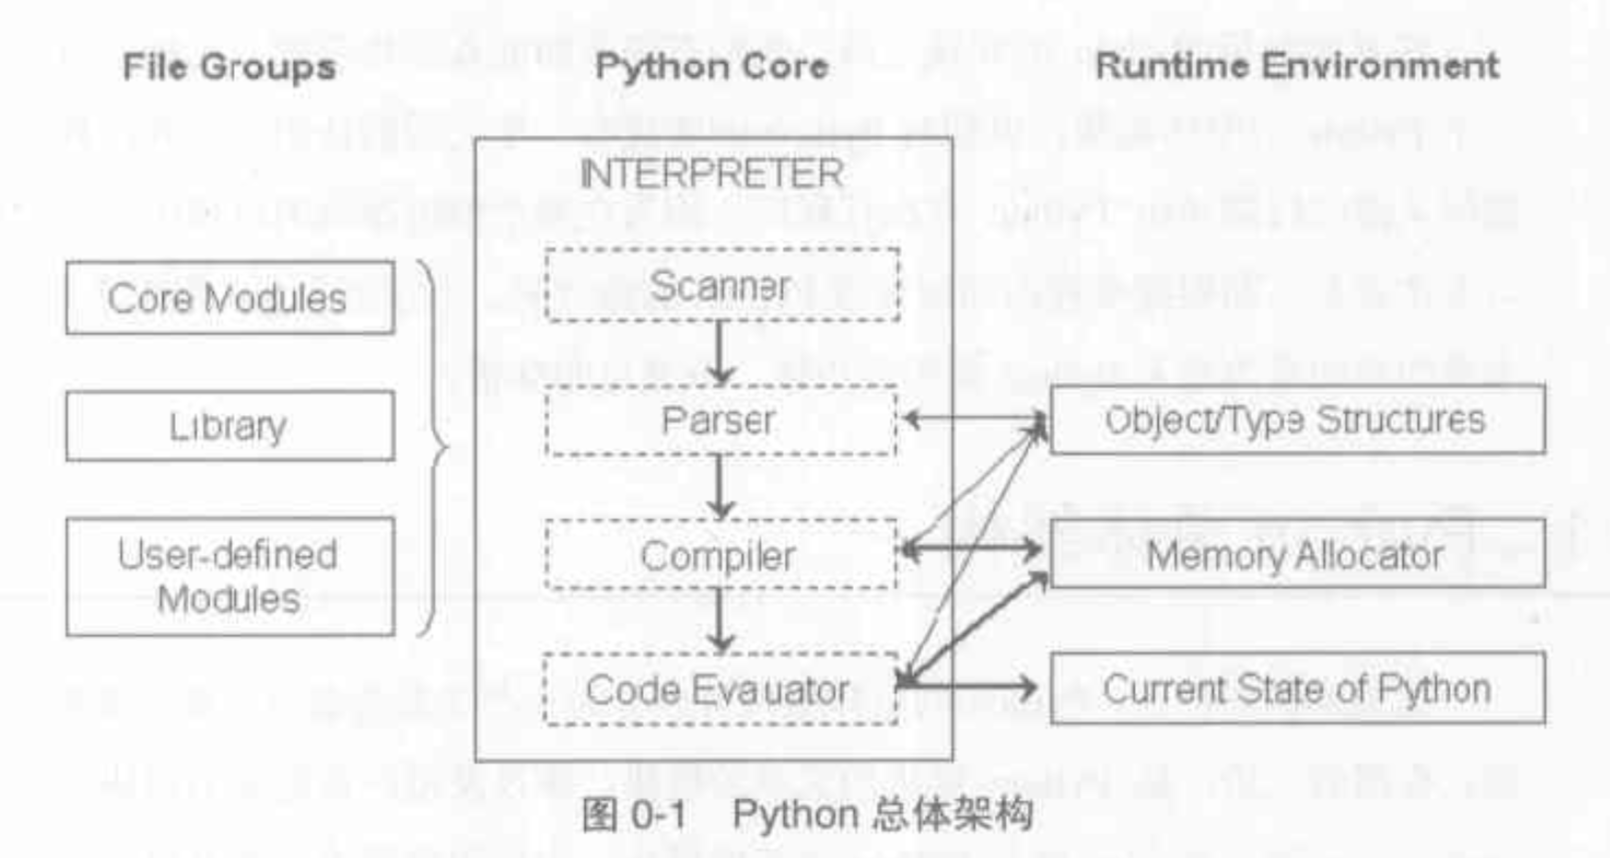 File Groups
Python Core
Runtime Environment
INTERPRETER
Core Modules
Library
User-defined
Modules
Scanner
Parser
Compiler
Code Evaluator
Object/Type Structures
Memory Allocator
Current State of Python
图 0-1 Python 总体架构